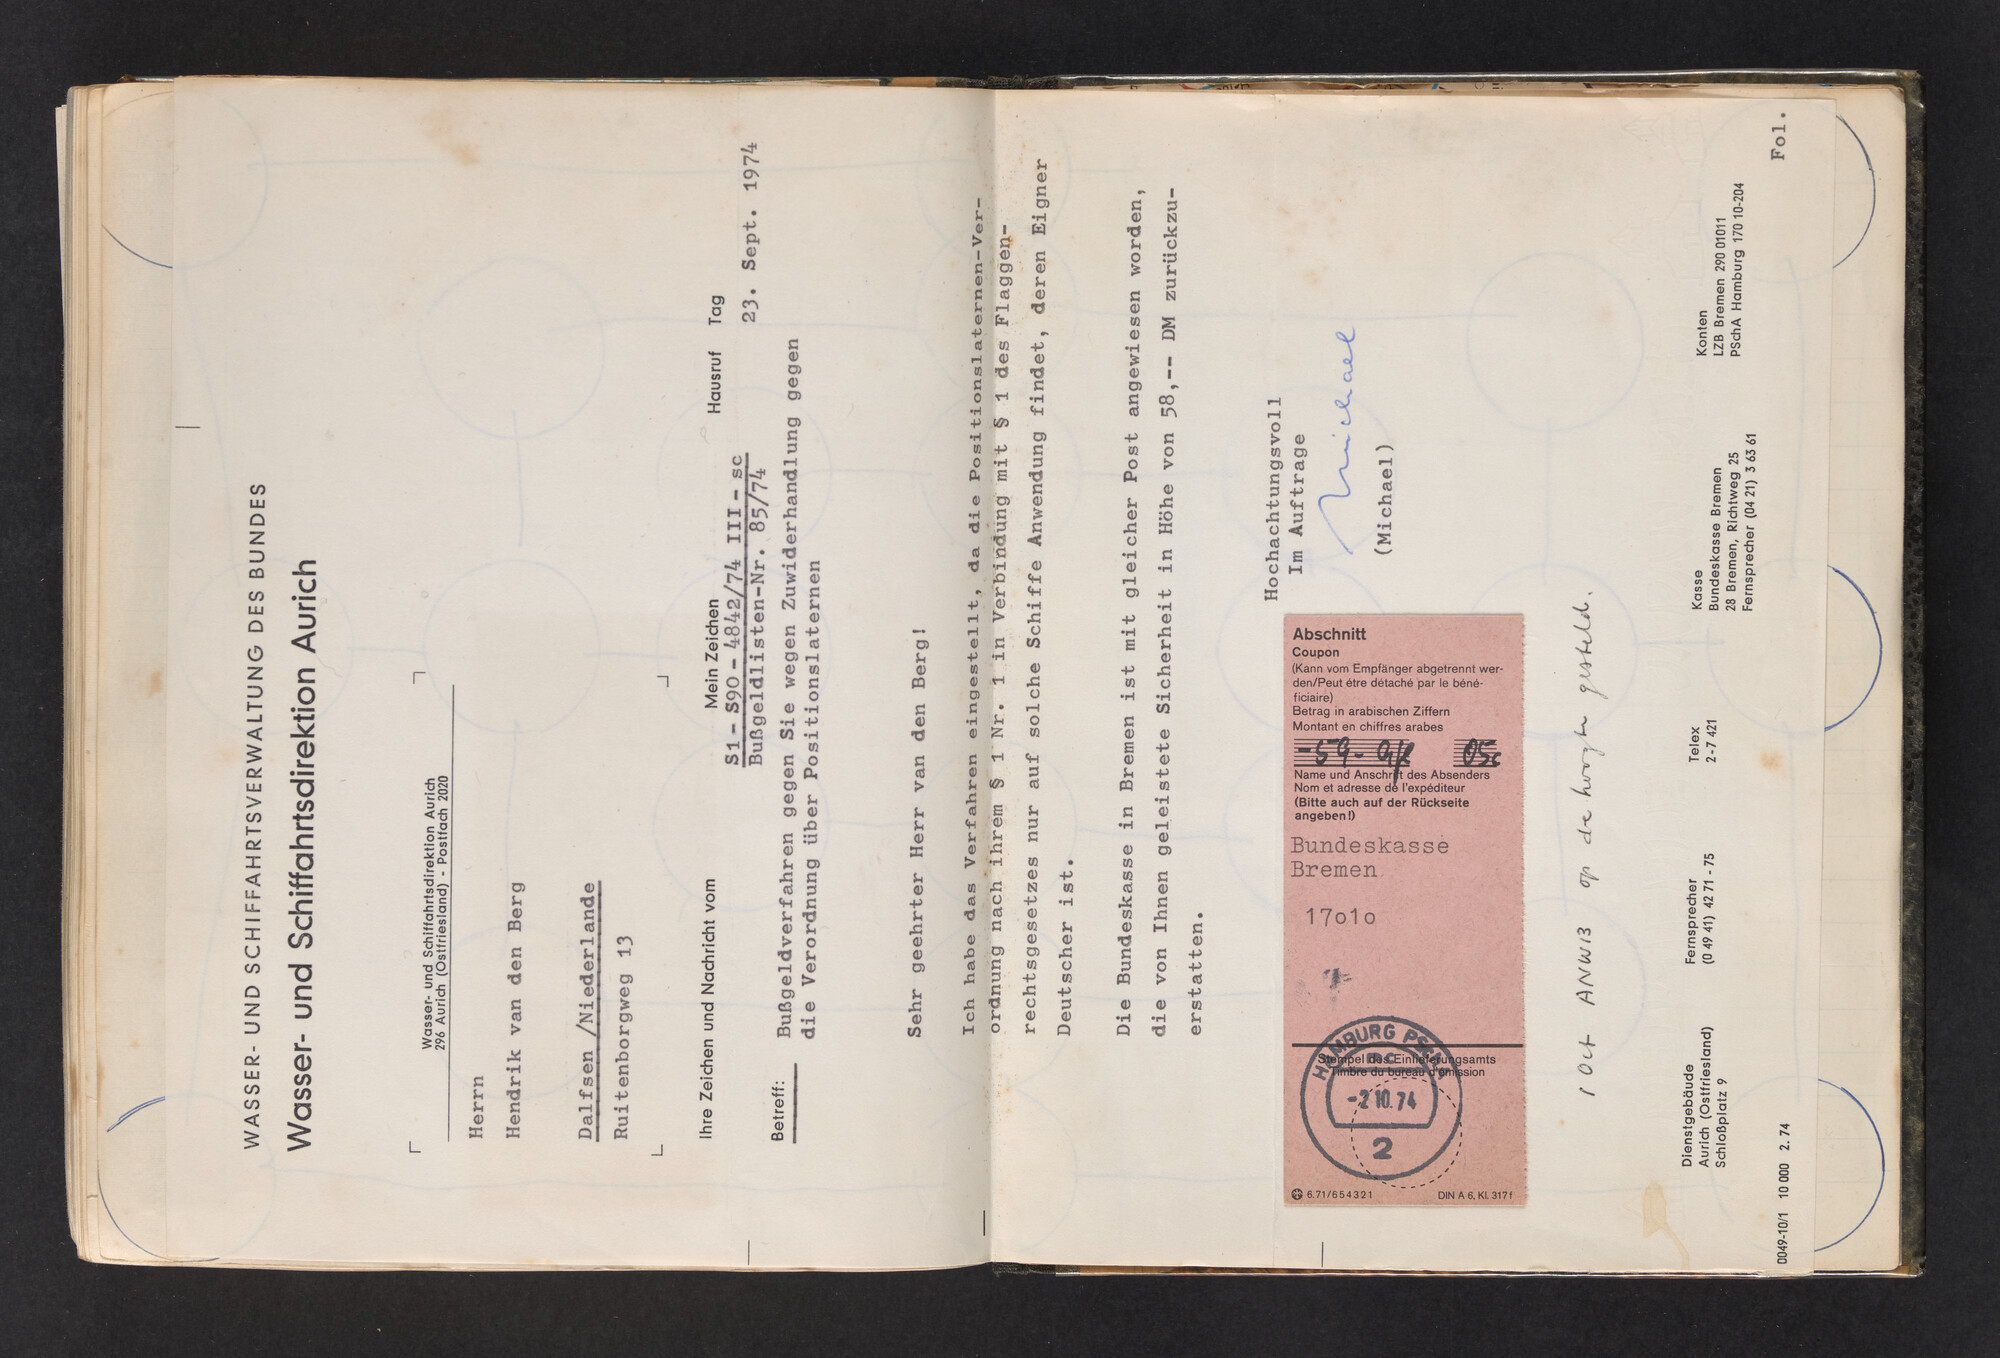 WASSER- UND SCHIFFAHRTSVERWALTUNG DES BUNDES
Wasser- und Schiffahrtsdirektion Aurich
Wasser- und Schiffahrtsdirektion Aurich
296 Aurich (Ostfriesland) - Postfach 2020
Herrn
Hendrik van den Berg
Dalfsen /Niederlande
Ruitenborgweg 13
Ihre Zeichen und Nachricht vom
Mein Zeichen
Hausruf
Tag
S1 - S90 - 4842/74 III - sc
23. Sept. 1974
Bußgeldlisten-Nr. 85/74
Betreff:
Bußgeldverfahren gegen Sie wegen Zuwiderhandlung gegen
die Verordnung über Positionslaternen
Sehr geehrter Herr van den Berg!
Ich habe das Verfahren eingestellt, da die Positionslaternen-Ver-
ordnung nach ihrem § 1 Nr. 1 in Verbindung mit § 1 des Flaggen-
rechtsgesetzes nur auf solche Schiffe Anwendung findet, deren Eigner
Deutscher ist.
Die Bundeskasse in Bremen ist mit gleicher Post angewiesen worden,
die von Ihnen geleistete Sicherheit in Höhe von 58,-- DM zurückzu-
erstatten.
Hochachtungsvoll
Im Auftrage
Michael
(Michael)
Abschnitt
Coupon
(Kann vom Empfänger abgetrennt wer-
den/Peut être détaché par le béné-
ficiaire)
Betrag in arabischen Ziffern
Montant en chiffres arabes
-59-
Name und Anschrift des Absenders
Nom et adresse de l'expéditeur
(Bitte auch auf der Rückseite
angeben!)
Bundeskasse
Bremen
17o1o
Stempel des Einlieferungsamts
Timbre du bureau d'émission
HAMBURG PSCHA
-2.10.74
2
6.71/654321
DIN A 6, Kl. 317f
1 Oct ANWB op de hoogte gesteld.
Dienstgebäude
Aurich (Ostfriesland)
Schloßplatz 9
Fernsprecher
(0 49 41) 42 71 - 75
Telex
2-7 421
Kasse
Bundeskasse Bremen
28 Bremen, Richtweg 25
Fernsprecher (04 21) 3 63 61
Konten
LZB Bremen 290 01011
PSchA Hamburg 170 10-204
0049-10/1 10 000 2. 74
Fol.